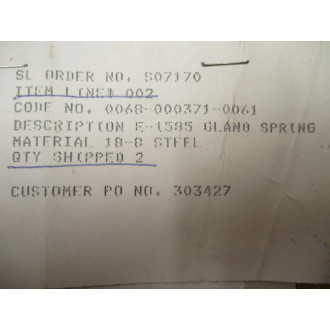 SL ORDER NO. S07170
ITEM LINE# 002
CODE NO. 0068-000371-0061
DESCRIPTION E-1585 GLAND SPRING
MATERIAL 18-8 STEEL
QTY SHIPPED 2
CUSTOMER PO NO. 303427